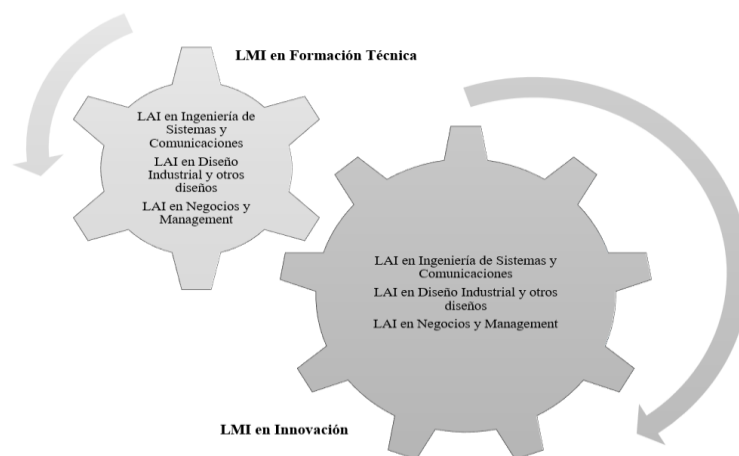 LMI en Formación Técnica
LAI en Ingeniería de
Sistemas y
Comunicaciones
LAI en Diseño
Industrial y otros
diseños
LAI en Negocios y
Management
LAI en Ingeniería de Sistemas y
Comunicaciones
LAI en Diseño Industrial y otros
diseños
LAI en Negocios y Management
LMI en Innovación